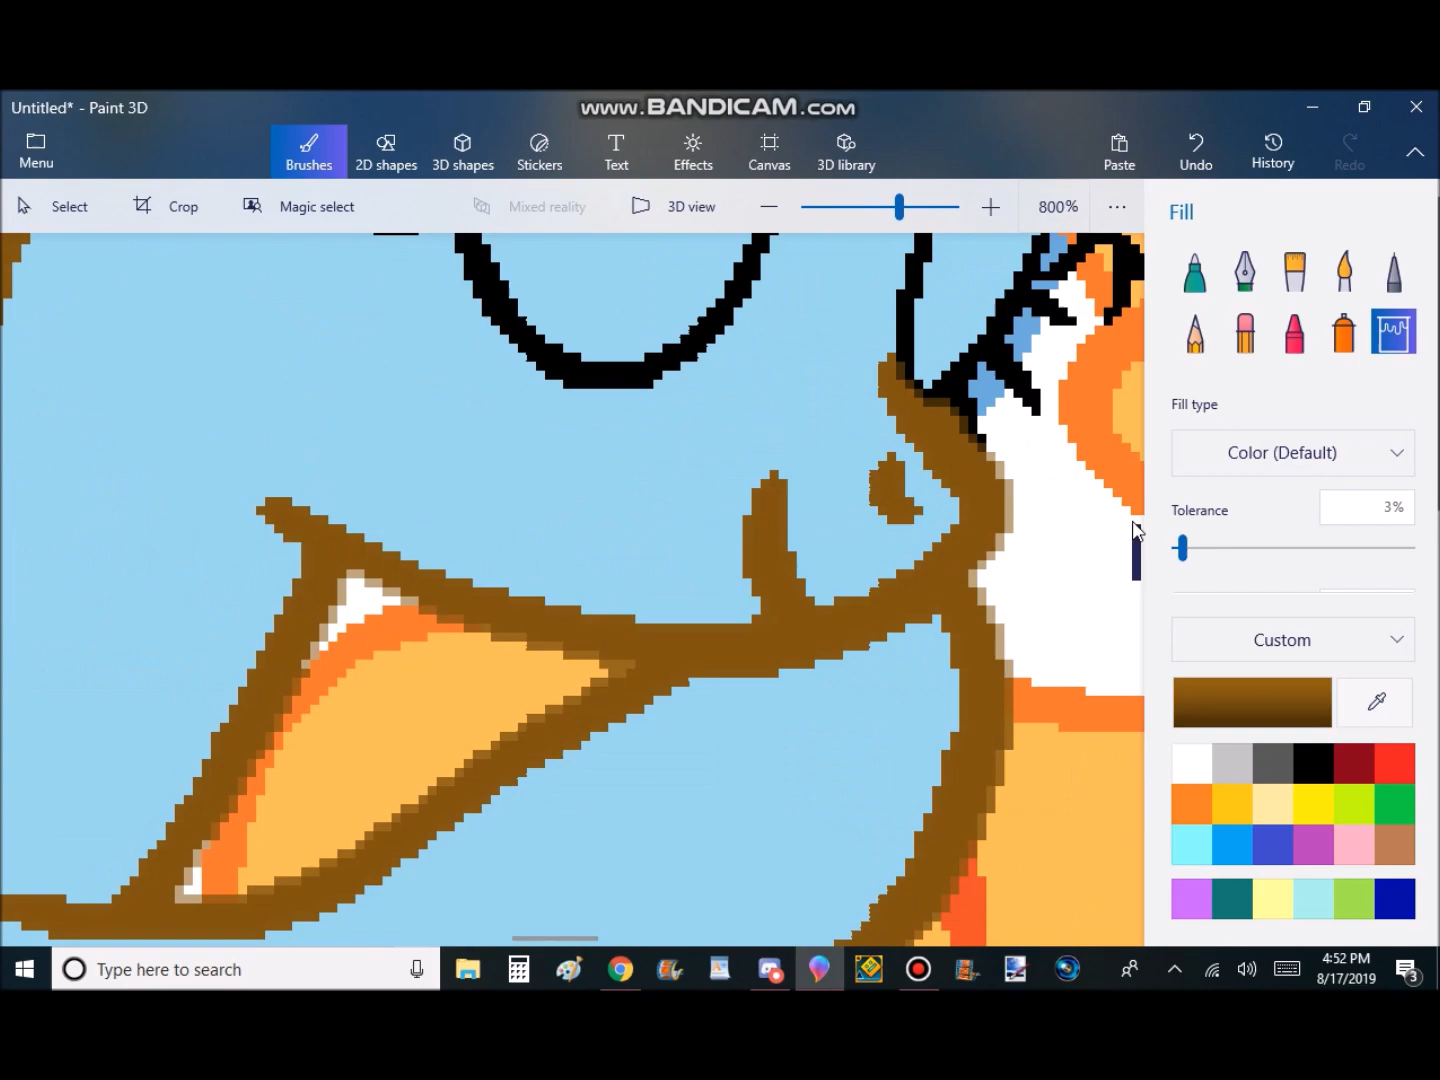 Untitled* - Paint 3D
www.BANDICAM.com
Menu
Brushes
2D shapes
3D shapes
Stickers
Text
Effects
Canvas
3D library
Paste
Undo
History
Redo
Select
Crop
Magic select
Mixed reality
3D view
800%
Fill
Fill type
Color (Default)
Tolerance
3%
Custom
Type here to search
4:52 PM
8/17/2019
3